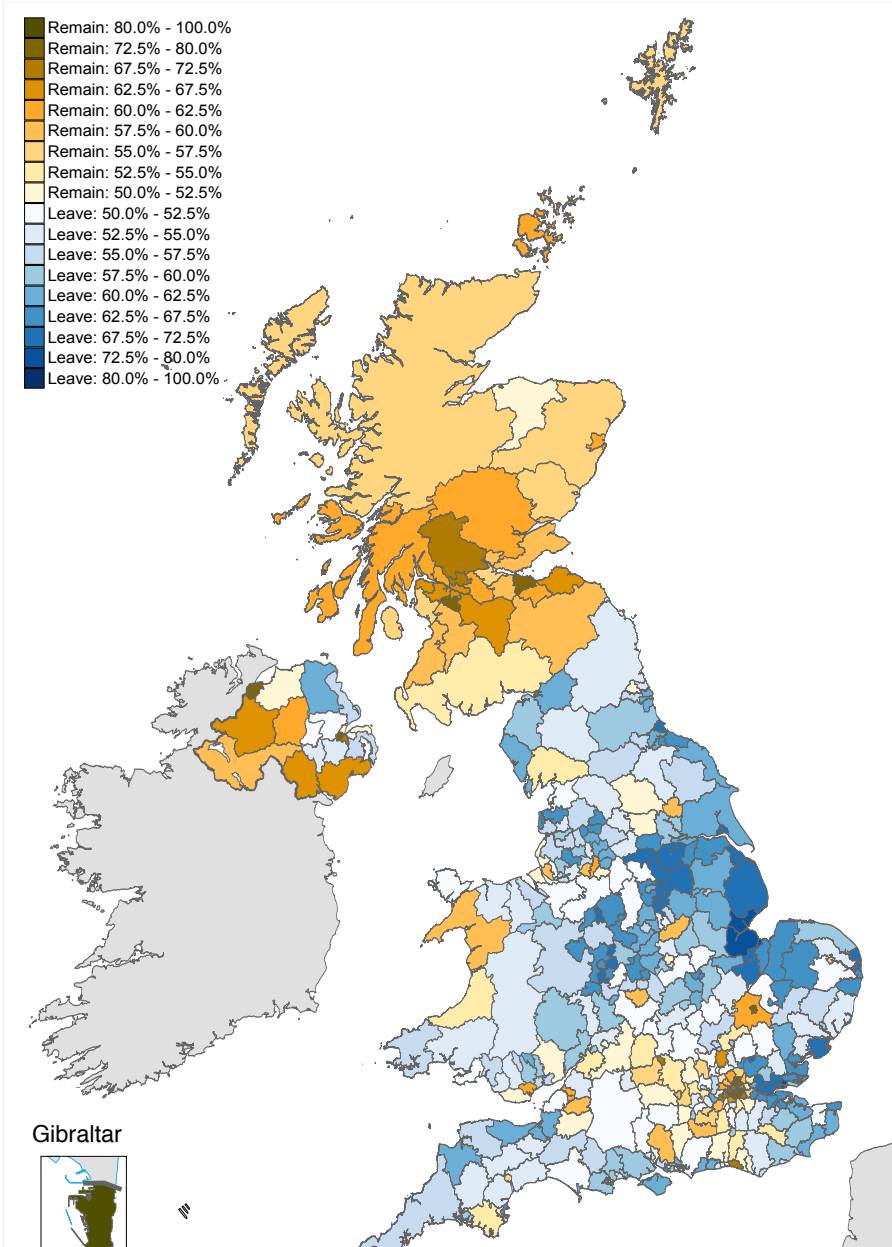 Remain: 80.0% - 100.0%
Remain: 72.5% - 80.0%
Remain: 67.5% - 72.5%
Remain: 62.5% - 67.5%
Remain: 60.0% - 62.5%
Remain: 57.5% - 60.0%
Remain: 55.0% - 57.5%
Remain: 52.5% - 55.0%
Remain: 50.0% - 52.5%
Leave: 50.0% - 52.5%
Leave: 52.5% - 55.0%
Leave: 55.0% - 57.5%
Leave: 57.5% - 60.0%
Leave: 60.0% - 62.5%
Leave: 62.5% - 67.5%
Leave: 67.5% - 72.5%
Leave: 72.5% - 80.0%
Leave: 80.0% - 100.0%
Gibraltar